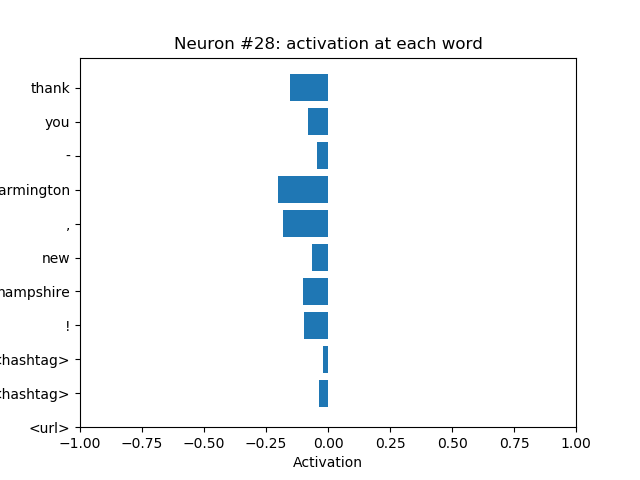 Neuron #28: activation at each word
thank
you
-
armington
,
new
hampshire
!
<hashtag>
<hashtag>
<url>
−1.00 −0.75 −0.50 −0.25 0.00 0.25 0.50 0.75 1.00
Activation